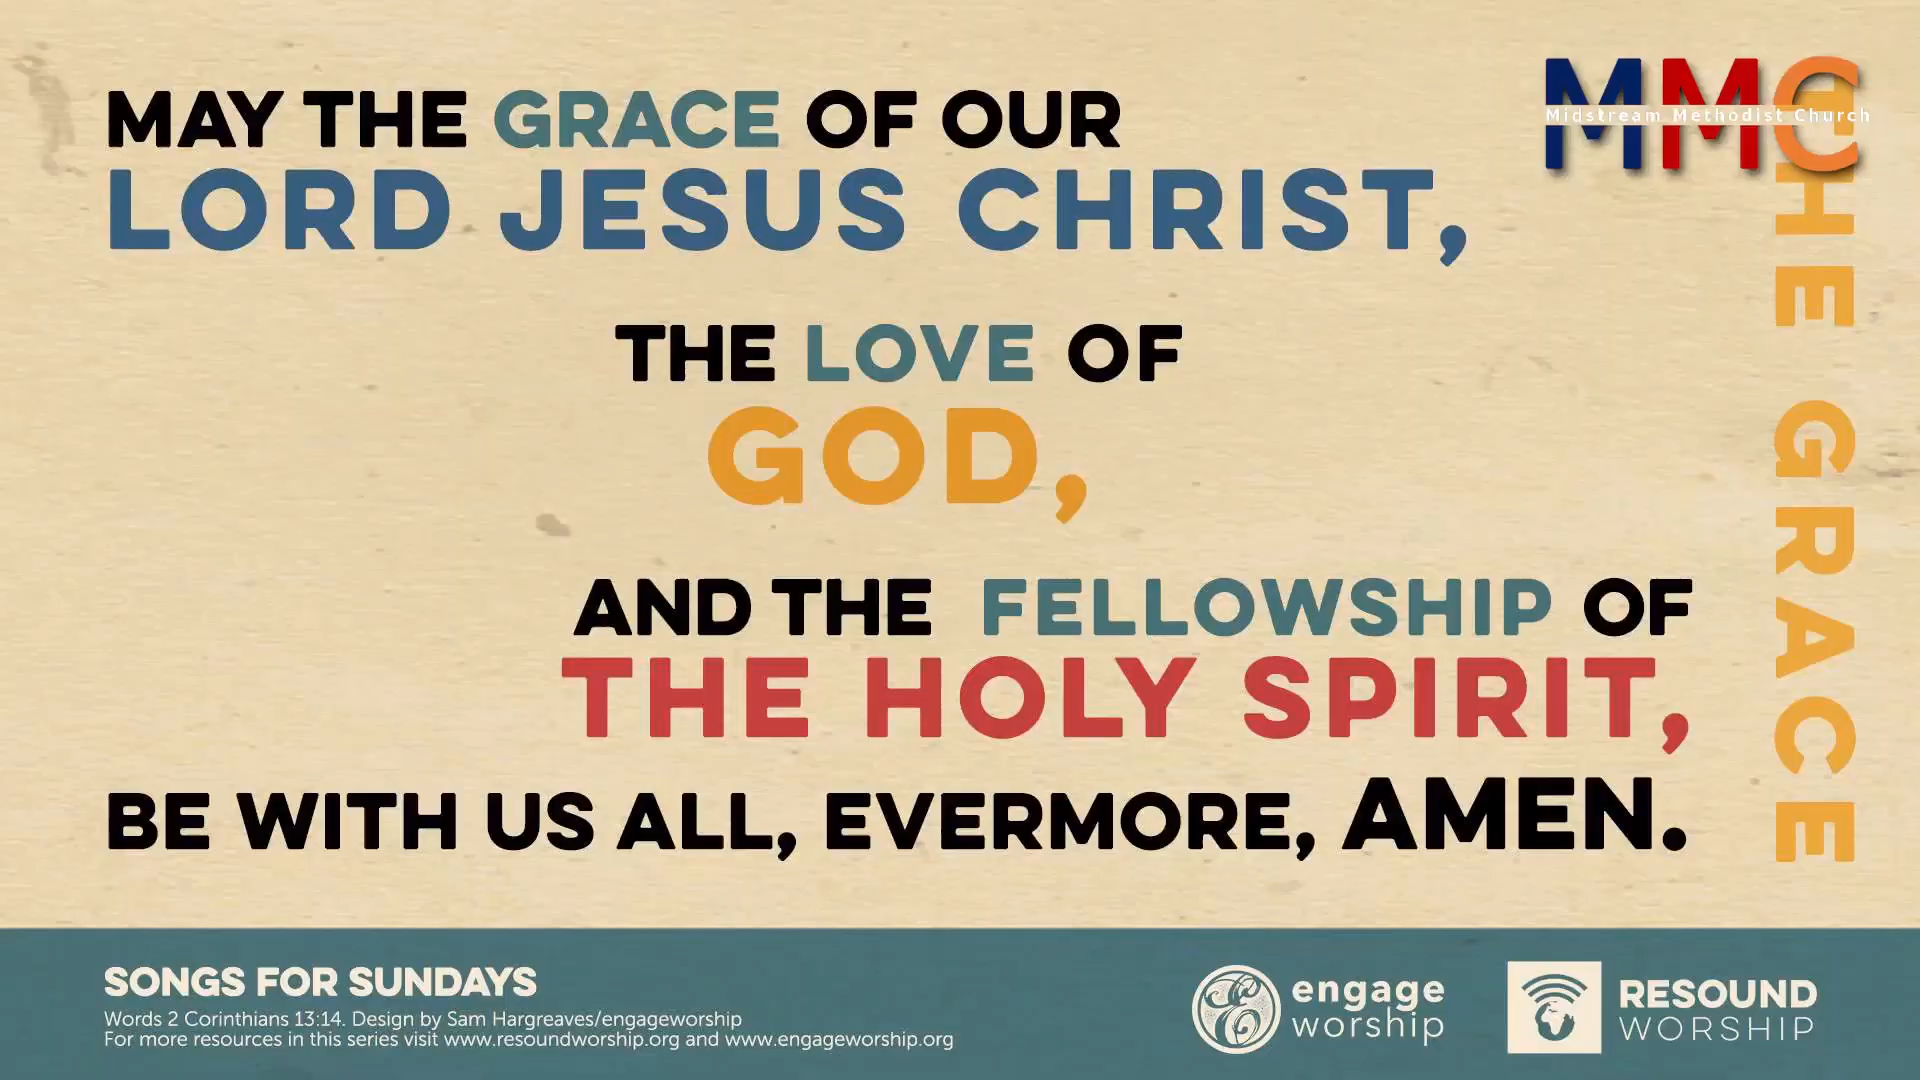 MAY THE GRACE OF OUR
LORD JESUS CHRIST,
THE LOVE OF
GOD,
AND THE FELLOWSHIP OF
THE HOLY SPIRIT,
BE WITH US ALL, EVERMORE, AMEN.
MMC
Midstream Methodist Church
THE GRACE
SONGS FOR SUNDAYS
Words 2 Corinthians 13:14. Design by Sam Hargreaves/engageworship
For more resources in this series visit www.resoundworship.org and www.engageworship.org
engage
worship
RESOUND
WORSHIP